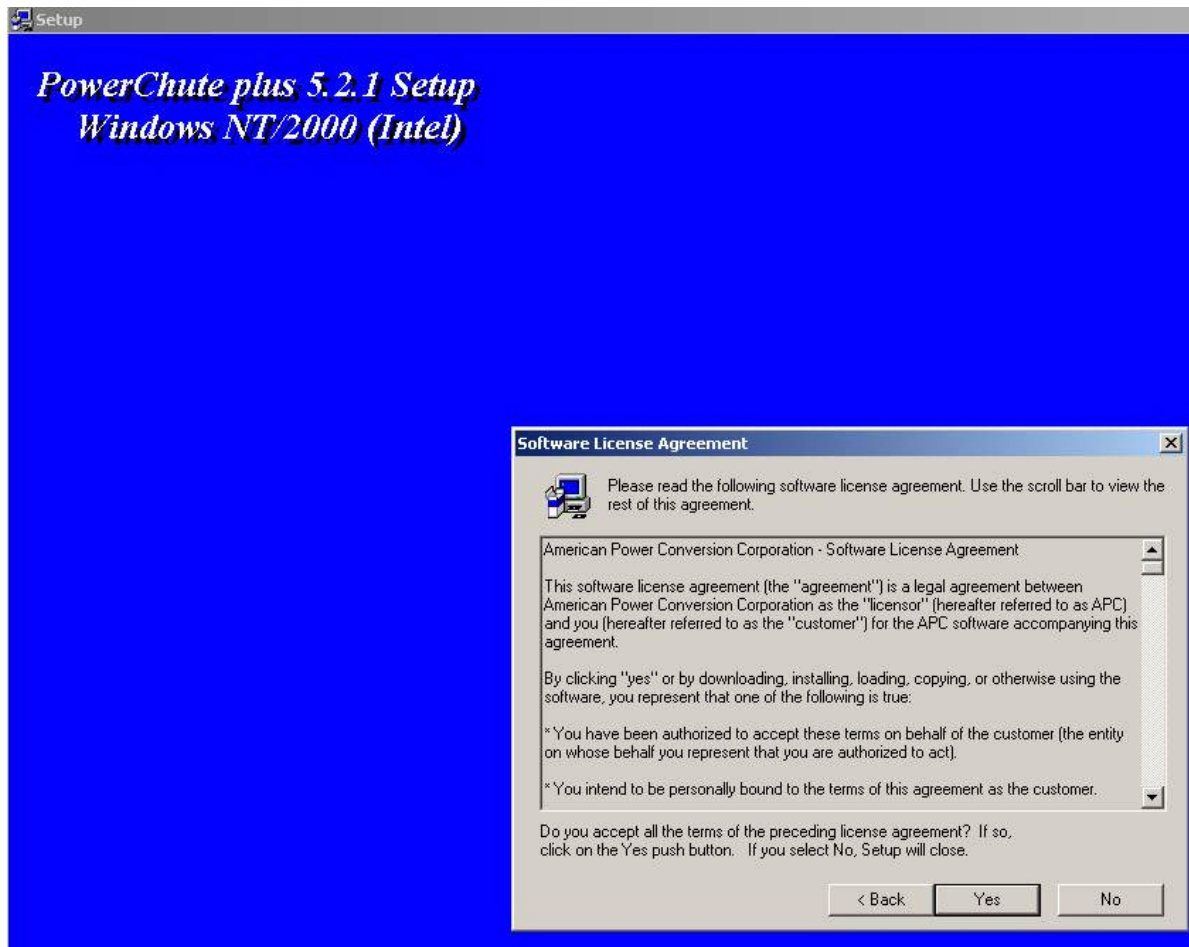 Setup
PowerChute plus 5.2.1 Setup
Windows NT/2000 (Intel)
Software License Agreement
Please read the following software license agreement. Use the scroll bar to view the
rest of this agreement.
American Power Conversion Corporation - Software License Agreement
This software license agreement (the "agreement") is a legal agreement between
American Power Conversion Corporation as the "licensor" (hereafter referred to as APC)
and you (hereafter referred to as the "customer") for the APC software accompanying this
agreement.
By clicking "yes" or by downloading, installing, loading, copying, or otherwise using the
software, you represent that one of the following is true:
* You have been authorized to accept these terms on behalf of the customer (the entity
on whose behalf you represent that you are authorized to act).
* You intend to be personally bound to the terms of this agreement as the customer.
Do you accept all the terms of the preceding license agreement? If so,
click on the Yes push button. If you select No, Setup will close.
< Back Yes No